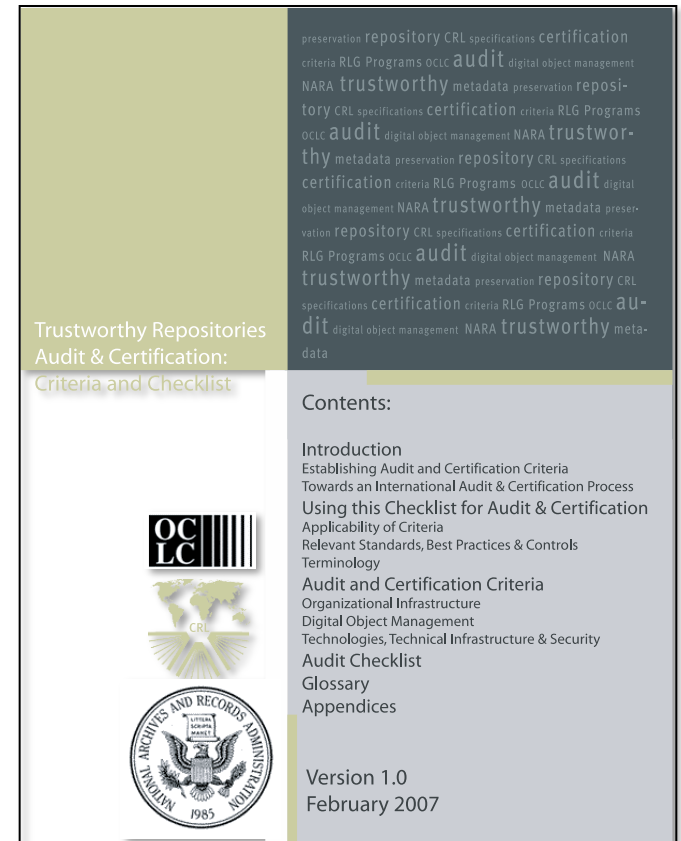 preservation repository CRL specifications certification
criteria RLG Programs OCLC audit digital object management
NARA trustworthy metadata preservation reposi-
tory CRL specifications certification criteria RLG Programs
OCLC audit digital object management NARA trustwor-
thy metadata preservation repository CRL specifications
certification criteria RLG Programs OCLC audit digital
object management NARA trustworthy metadata preser-
vation repository CRL specifications certification criteria
RLG Programs OCLC audit digital object management NARA
trustworthy metadata preservation repository CRL
specifications certification criteria RLG Programs OCLC au-
dit digital object management NARA trustworthy meta-
data
Trustworthy Repositories
Audit & Certification:
Criteria and Checklist
Contents:
Introduction
Establishing Audit and Certification Criteria
Towards an International Audit & Certification Process
Using this Checklist for Audit & Certification
Applicability of Criteria
Relevant Standards, Best Practices & Controls
Terminology
Audit and Certification Criteria
Organizational Infrastructure
Digital Object Management
Technologies, Technical Infrastructure & Security
Audit Checklist
Glossary
Appendices
OC
LC
CRL
NATIONAL ARCHIVES AND RECORDS ADMINISTRATION
LITTERA
SCRIPTA
MANET
1985
Version 1.0
February 2007